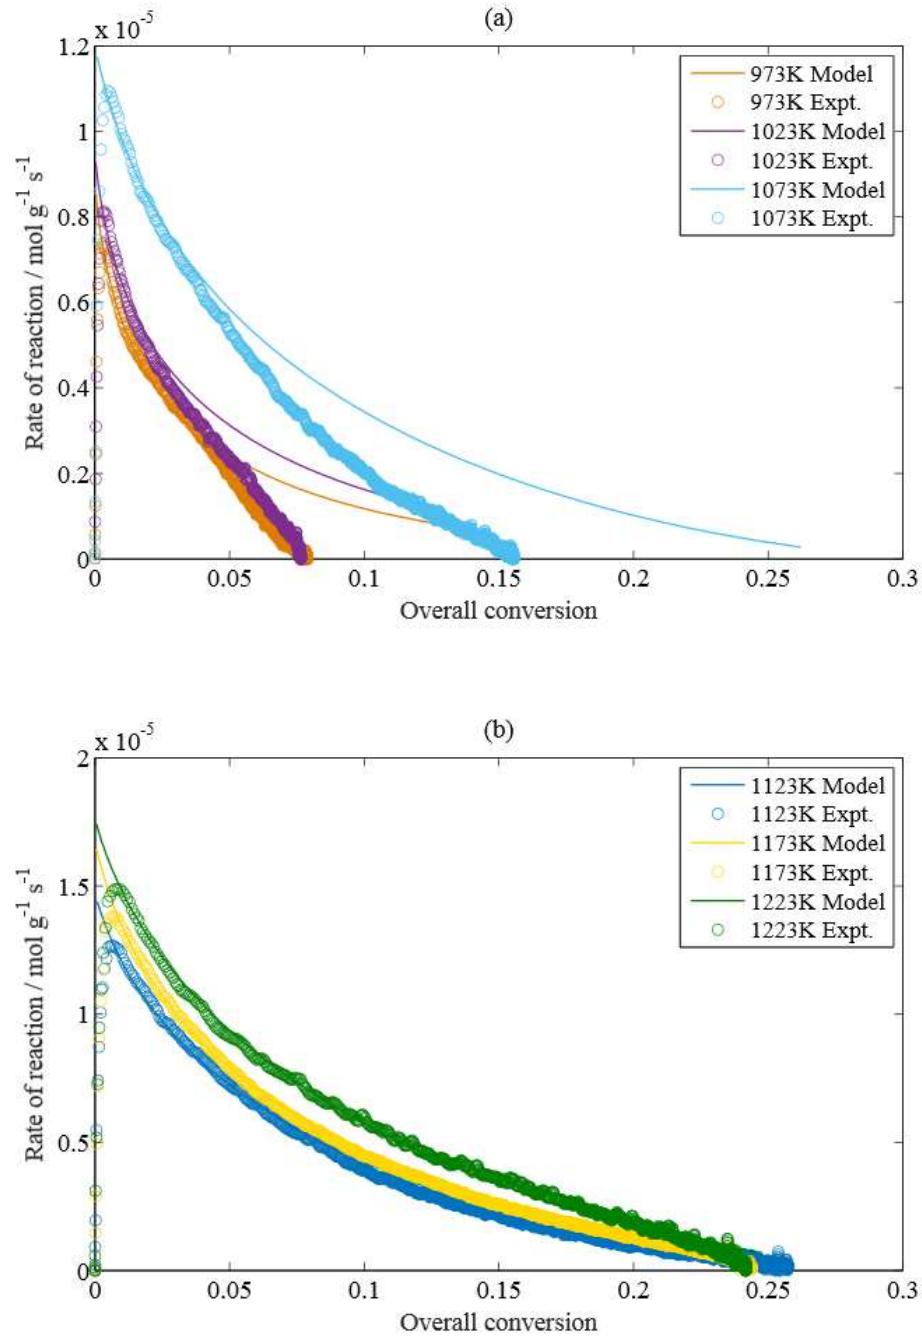 (a)
x 10⁻⁵
1.2
1
0.8
0.6
0.4
0.2
0
Rate of reaction / mol g⁻¹ s⁻¹
973K Model
973K Expt.
1023K Model
1023K Expt.
1073K Model
1073K Expt.
0 0.05 0.1 0.15 0.2 0.25 0.3
Overall conversion
(b)
x 10⁻⁵
2
1.5
1
0.5
0
Rate of reaction / mol g⁻¹ s⁻¹
1123K Model
1123K Expt.
1173K Model
1173K Expt.
1223K Model
1223K Expt.
0 0.05 0.1 0.15 0.2 0.25 0.3
Overall conversion